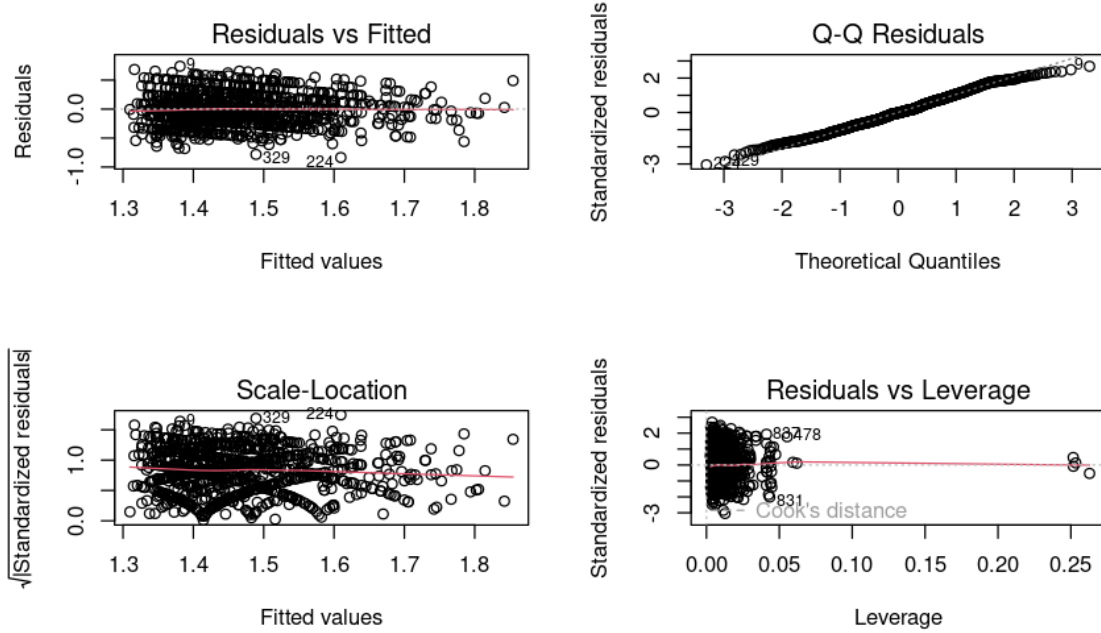 Residuals vs Fitted
Residuals
0.0
-1.0
9
329
224
1.3 1.4 1.5 1.6 1.7 1.8
Fitted values
Q-Q Residuals
Standardized residuals
2
0
-3
9
-3 -2 -1 0 1 2 3
Theoretical Quantiles
Scale-Location
√|Standardized residuals|
1.0
0.0
9
329
224
1.3 1.4 1.5 1.6 1.7 1.8
Fitted values
Residuals vs Leverage
Standardized residuals
2
0
-3
837
478
831
Cook's distance
0.00 0.05 0.10 0.15 0.20 0.25
Leverage